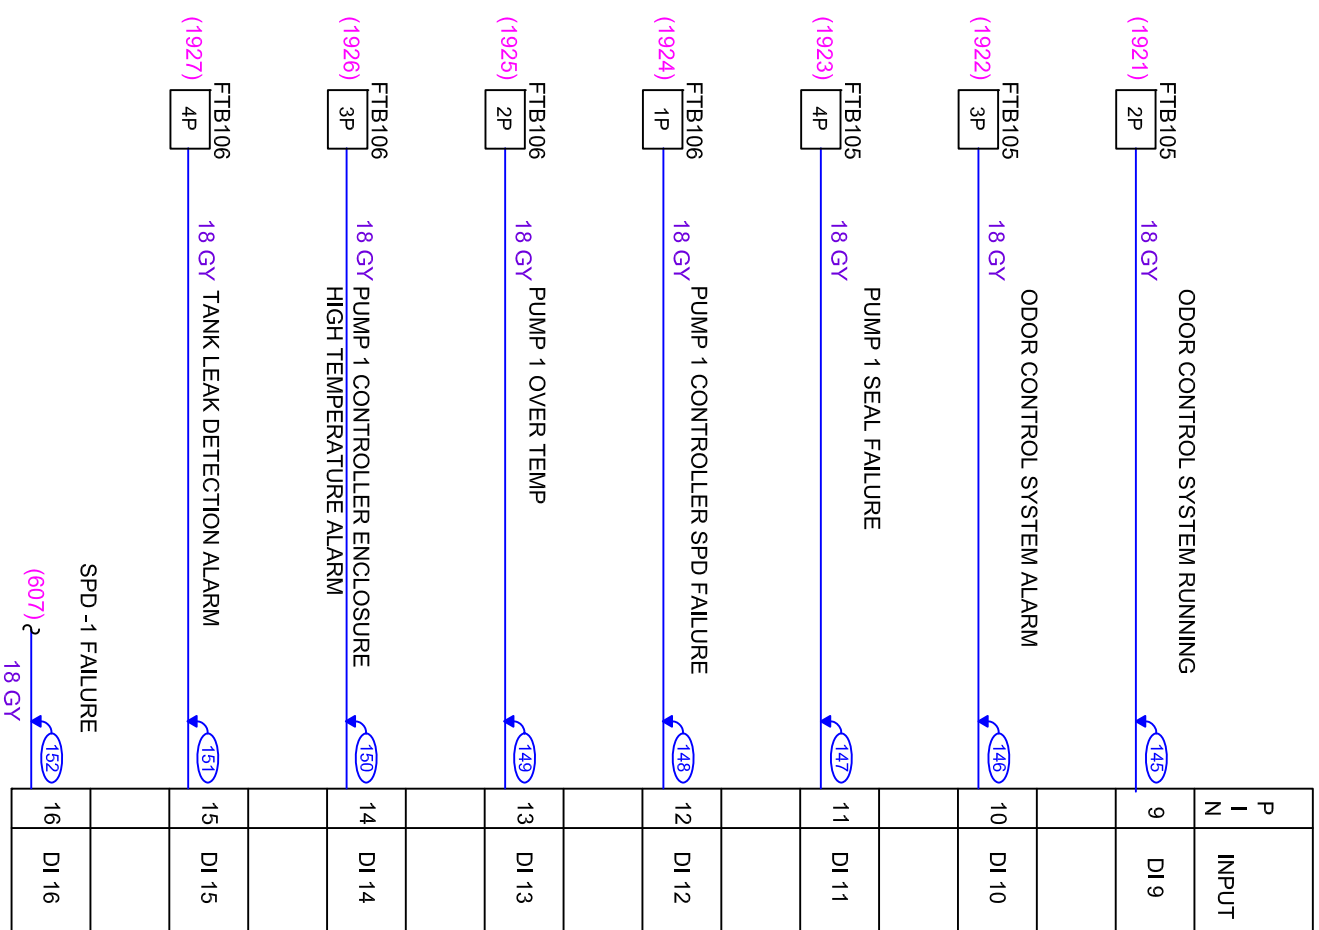 PIN INPUT
(1921) FTB105 2P 18 GY ODOR CONTROL SYSTEM RUNNING 145 9 DI 9
(1922) FTB105 3P 18 GY ODOR CONTROL SYSTEM ALARM 146 10 DI 10
(1923) FTB105 4P 18 GY PUMP 1 SEAL FAILURE 147 11 DI 11
(1924) FTB106 1P 18 GY PUMP 1 CONTROLLER SPD FAILURE 148 12 DI 12
(1925) FTB106 2P 18 GY PUMP 1 OVER TEMP 149 13 DI 13
(1926) FTB106 3P 18 GY PUMP 1 CONTROLLER ENCLOSURE
HIGH TEMPERATURE ALARM 150 14 DI 14
(1927) FTB106 4P 18 GY TANK LEAK DETECTION ALARM 151 15 DI 15
SPD -1 FAILURE
(607) 18 GY 152 16 DI 16